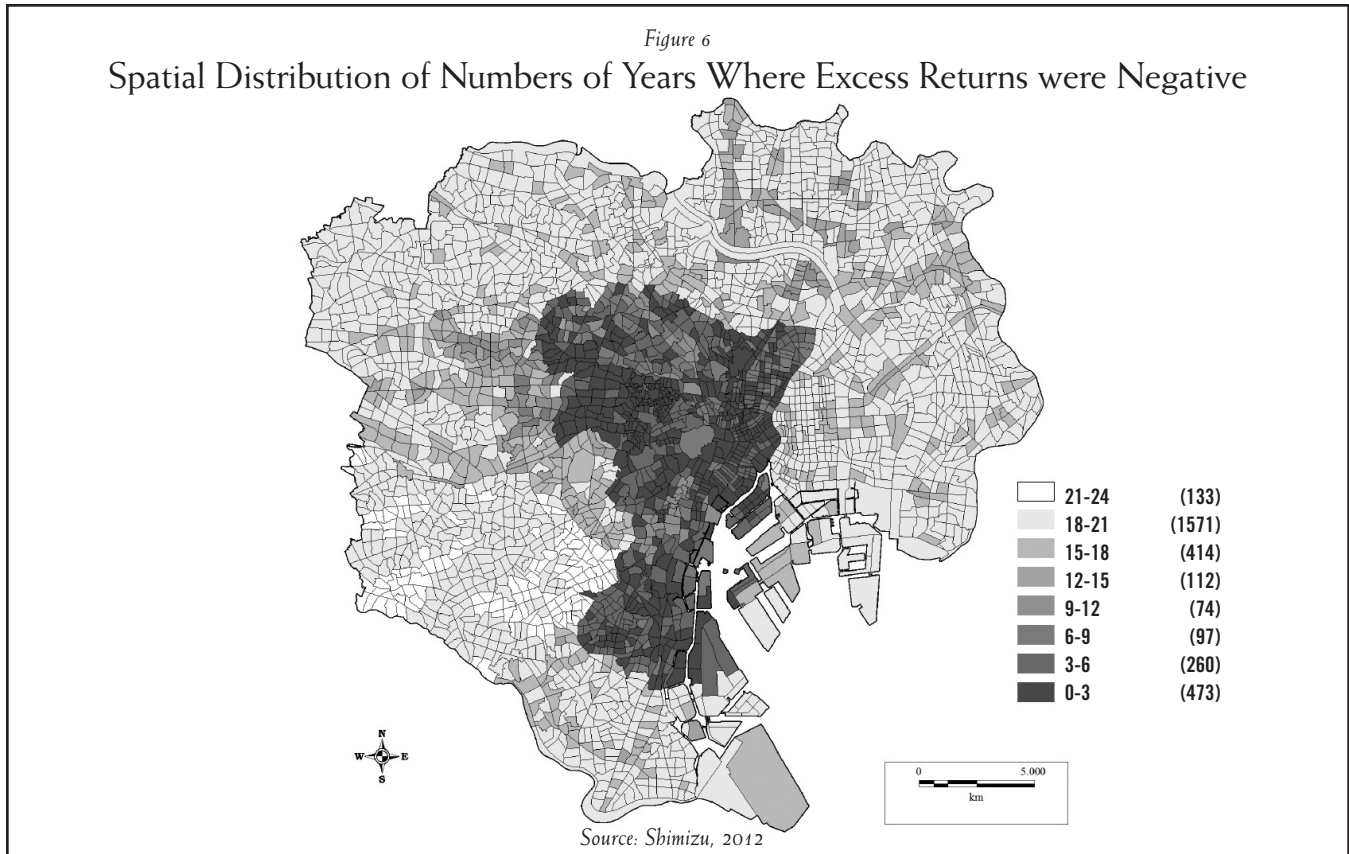 Figure 6
Spatial Distribution of Numbers of Years Where Excess Returns were Negative
21-24 (133)
18-21 (1571)
15-18 (414)
12-15 (112)
9-12 (74)
6-9 (97)
3-6 (260)
0-3 (473)
N
W E
S
0 5.000
km
Source: Shimizu, 2012